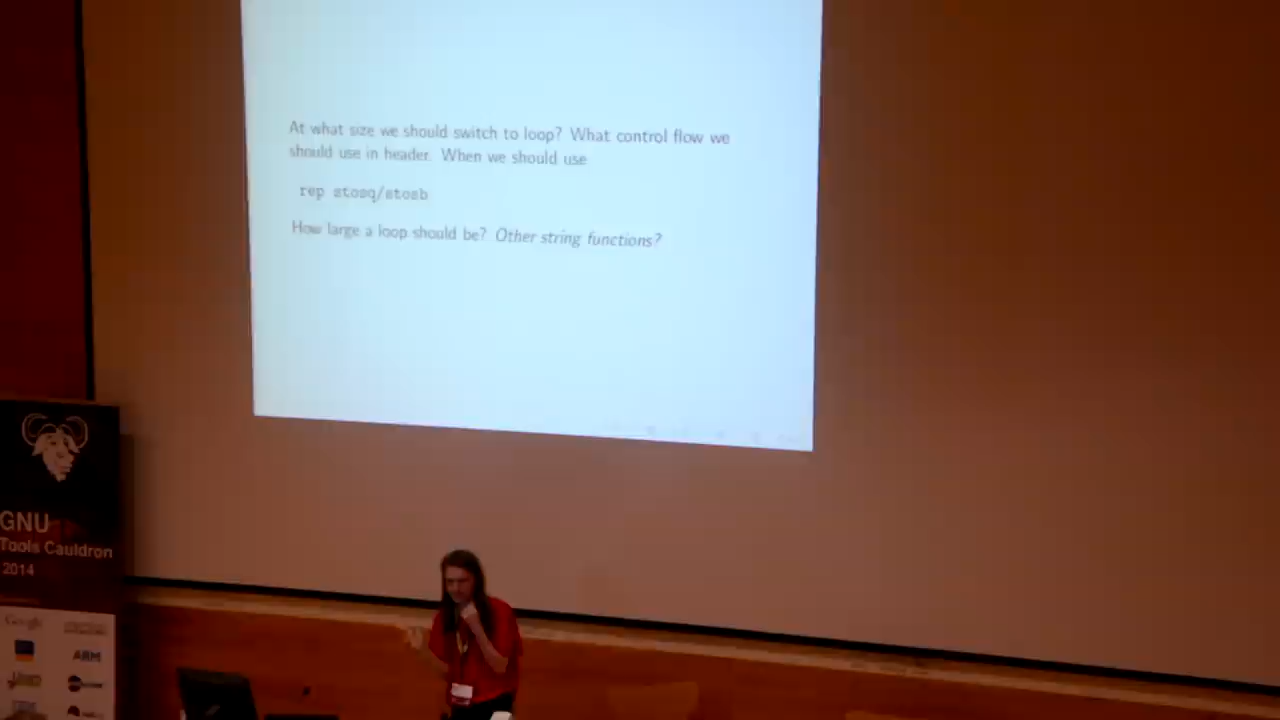 At what size we should switch to loop? What control flow we
should use in header. When we should use
rep stosq/stosb
How large a loop should be? Other string functions?
GNU
Tools Cauldron
2014
Google
ARM